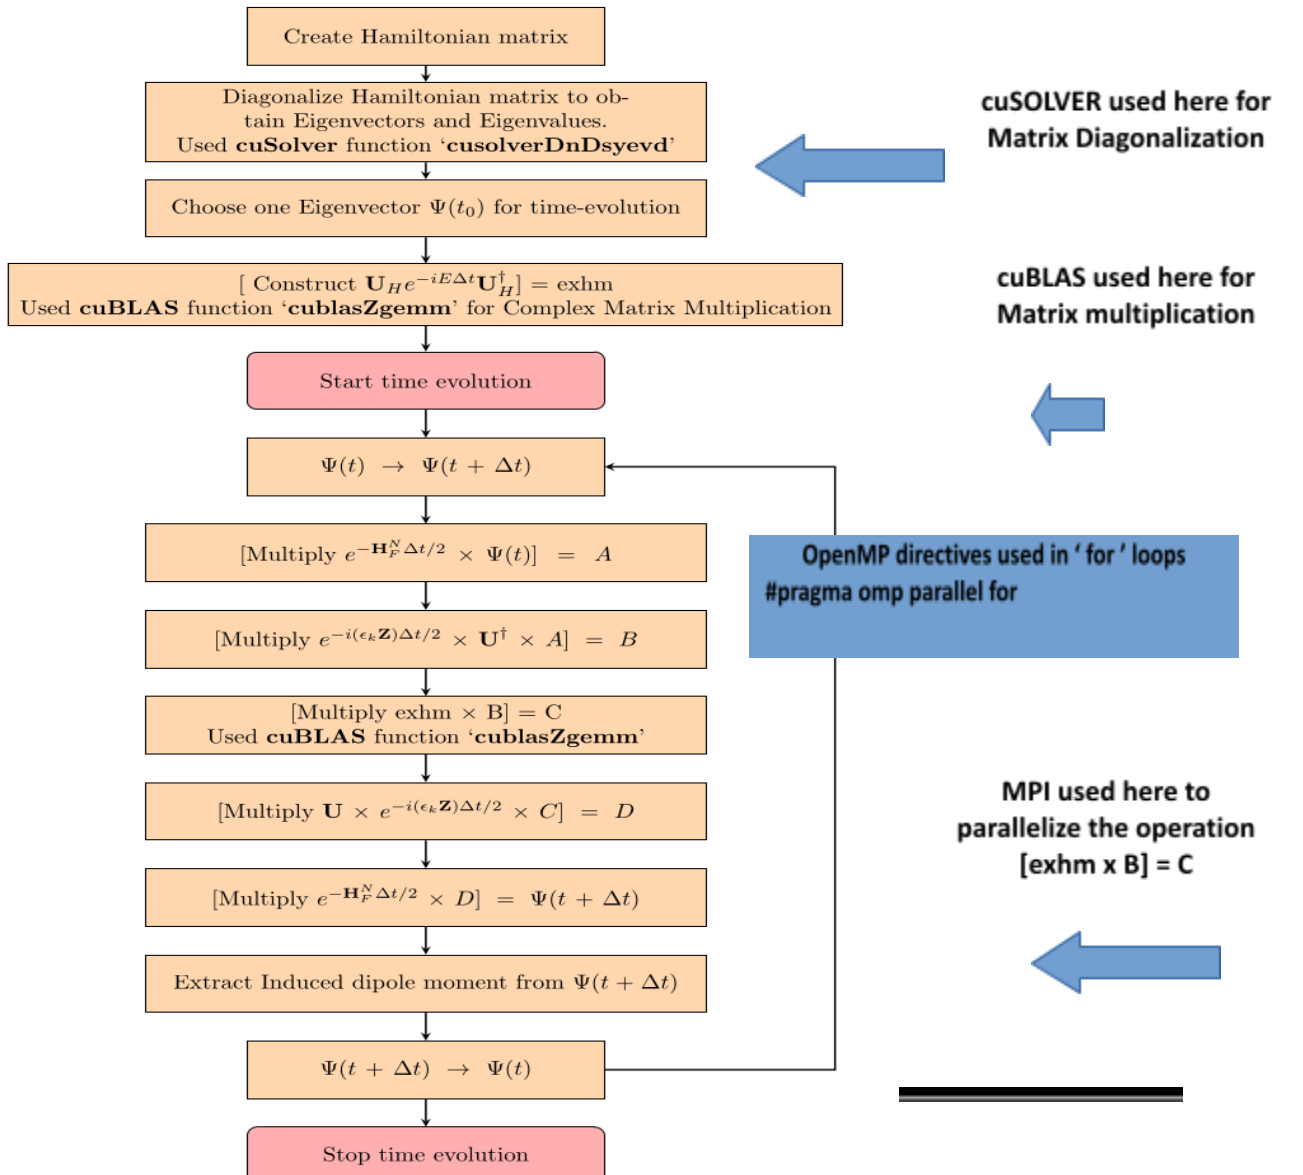 Create Hamiltonian matrix
Diagonalize Hamiltonian matrix to ob-
tain Eigenvectors and Eigenvalues.
Used cuSolver function ‘cusolverDnDsyevd’
cuSOLVER used here for
Matrix Diagonalization
Choose one Eigenvector Ψ(t₀) for time-evolution
[ Construct U_H e^{-iEΔt} U_H^†] = exhm
Used cuBLAS function ‘cublasZgemm’ for Complex Matrix Multiplication
cuBLAS used here for
Matrix multiplication
Start time evolution
Ψ(t) → Ψ(t + Δt)
[Multiply e^{-H_F^N Δt/2} × Ψ(t)] = A
OpenMP directives used in ‘ for ’ loops
#pragma omp parallel for
[Multiply e^{-i(ϵ_k Z)Δt/2} × U^† × A] = B
[Multiply exhm × B] = C
Used cuBLAS function ‘cublasZgemm’
[Multiply U × e^{-i(ϵ_k Z)Δt/2} × C] = D
MPI used here to
parallelize the operation
[exhm x B] = C
[Multiply e^{-H_F^N Δt/2} × D] = Ψ(t + Δt)
Extract Induced dipole moment from Ψ(t + Δt)
Ψ(t + Δt) → Ψ(t)
Stop time evolution